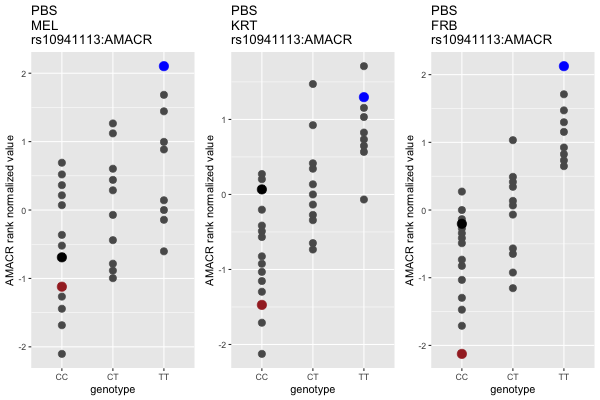 PBS
MEL
rs10941113:AMACR
AMACR rank normalized value
2
1
0
-1
-2
CC CT TT
genotype
PBS
KRT
rs10941113:AMACR
AMACR rank normalized value
1
0
-1
-2
CC CT TT
genotype
PBS
FRB
rs10941113:AMACR
AMACR rank normalized value
2
1
0
-1
-2
CC CT TT
genotype